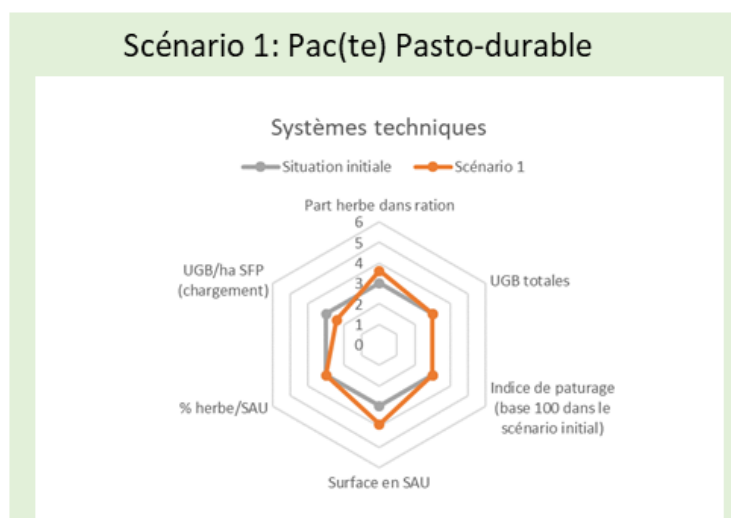 Scénario 1: Pac(te) Pasto-durable
Systèmes techniques
Situation initiale
Scénario 1
Part herbe dans ration
6
5
4
3
2
1
0
UGB totales
Indice de paturage
(base 100 dans le
scénario initial)
Surface en SAU
% herbe/SAU
UGB/ha SFP
(chargement)